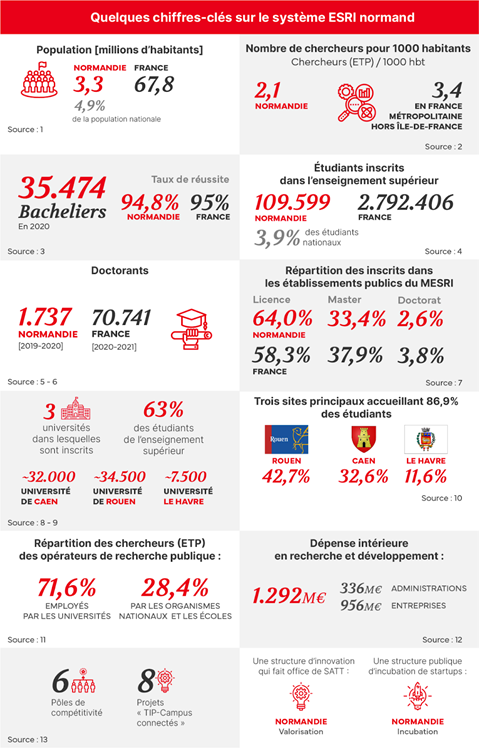 Quelques chiffres-clés sur le système ESRI normand
Population [millions d’habitants]
NORMANDIE
3,3
FRANCE
67,8
4,9%
de la population nationale
Source : 1
Nombre de chercheurs pour 1000 habitants
Chercheurs (ETP) / 1000 hbt
2,1
NORMANDIE
3,4
EN FRANCE
MÉTROPOLITAINE
HORS ÎLE-DE-FRANCE
Source : 2
35.474
Bacheliers
En 2020
Taux de réussite
94,8%
NORMANDIE
95%
FRANCE
Source : 3
Étudiants inscrits
dans l’enseignement supérieur
109.599
NORMANDIE
2.792.406
FRANCE
3,9%
des étudiants
nationaux
Source : 4
Doctorants
1.737
NORMANDIE
[2019-2020]
70.741
FRANCE
[2020-2021]
Source : 5 - 6
Répartition des inscrits dans
les établissements publics du MESRI
Licence
Master
Doctorat
64,0%
33,4%
2,6%
NORMANDIE
58,3%
37,9%
3,8%
FRANCE
Source : 7
3
universités
dans lesquelles
sont inscrits
63%
des étudiants
de l’enseignement
supérieur
~32.000
UNIVERSITÉ
DE CAEN
~34.500
UNIVERSITÉ
DE ROUEN
~7.500
UNIVERSITÉ
LE HAVRE
Source : 8 - 9
Trois sites principaux accueillant 86,9%
des étudiants
Rouen
ROUEN
42,7%
CAEN
32,6%
LE HAVRE
11,6%
Source : 10
Répartition des chercheurs (ETP)
des opérateurs de recherche publique :
71,6%
EMPLOYÉS
PAR LES UNIVERSITÉS
28,4%
PAR LES ORGANISMES
NATIONAUX ET LES ÉCOLES
Source : 11
Dépense intérieure
en recherche et développement :
1.292M€
336M€ ADMINISTRATIONS
956M€ ENTREPRISES
Source : 12
6
Pôles de
compétitivité
8
Projets
« TIP-Campus
connectés »
Source : 13
Une structure d’innovation
qui fait office de SATT :
NORMANDIE
Valorisation
Une structure publique
d’incubation de startups :
NORMANDIE
Incubation